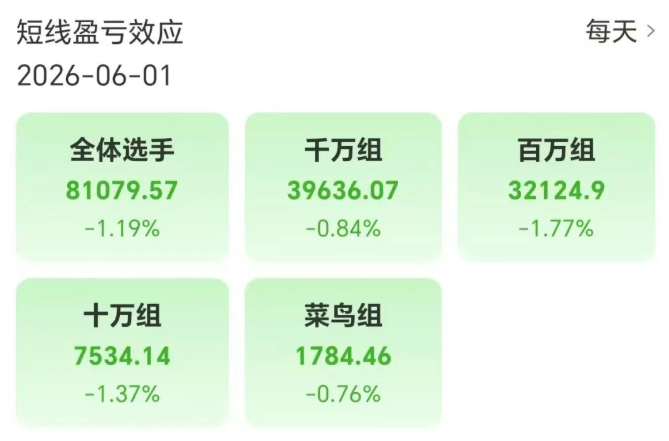 短线盈亏效应
每天 >
2026-06-01
全体选手
81079.57
-1.19%
千万组
39636.07
-0.84%
百万组
32124.9
-1.77%
十万组
7534.14
-1.37%
菜鸟组
1784.46
-0.76%